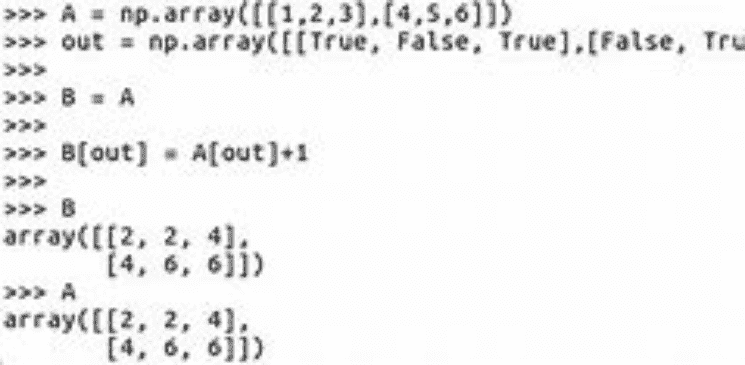 >>> A = np.array([[1,2,3],[4,5,6]])
>>> out = np.array([[True, False, True],[False, Tru
>>>
>>> B = A
>>>
>>> B[out] = A[out]+1
>>>
>>> B
array([[2, 2, 4],
       [4, 6, 6]])
>>> A
array([[2, 2, 4],
       [4, 6, 6]])